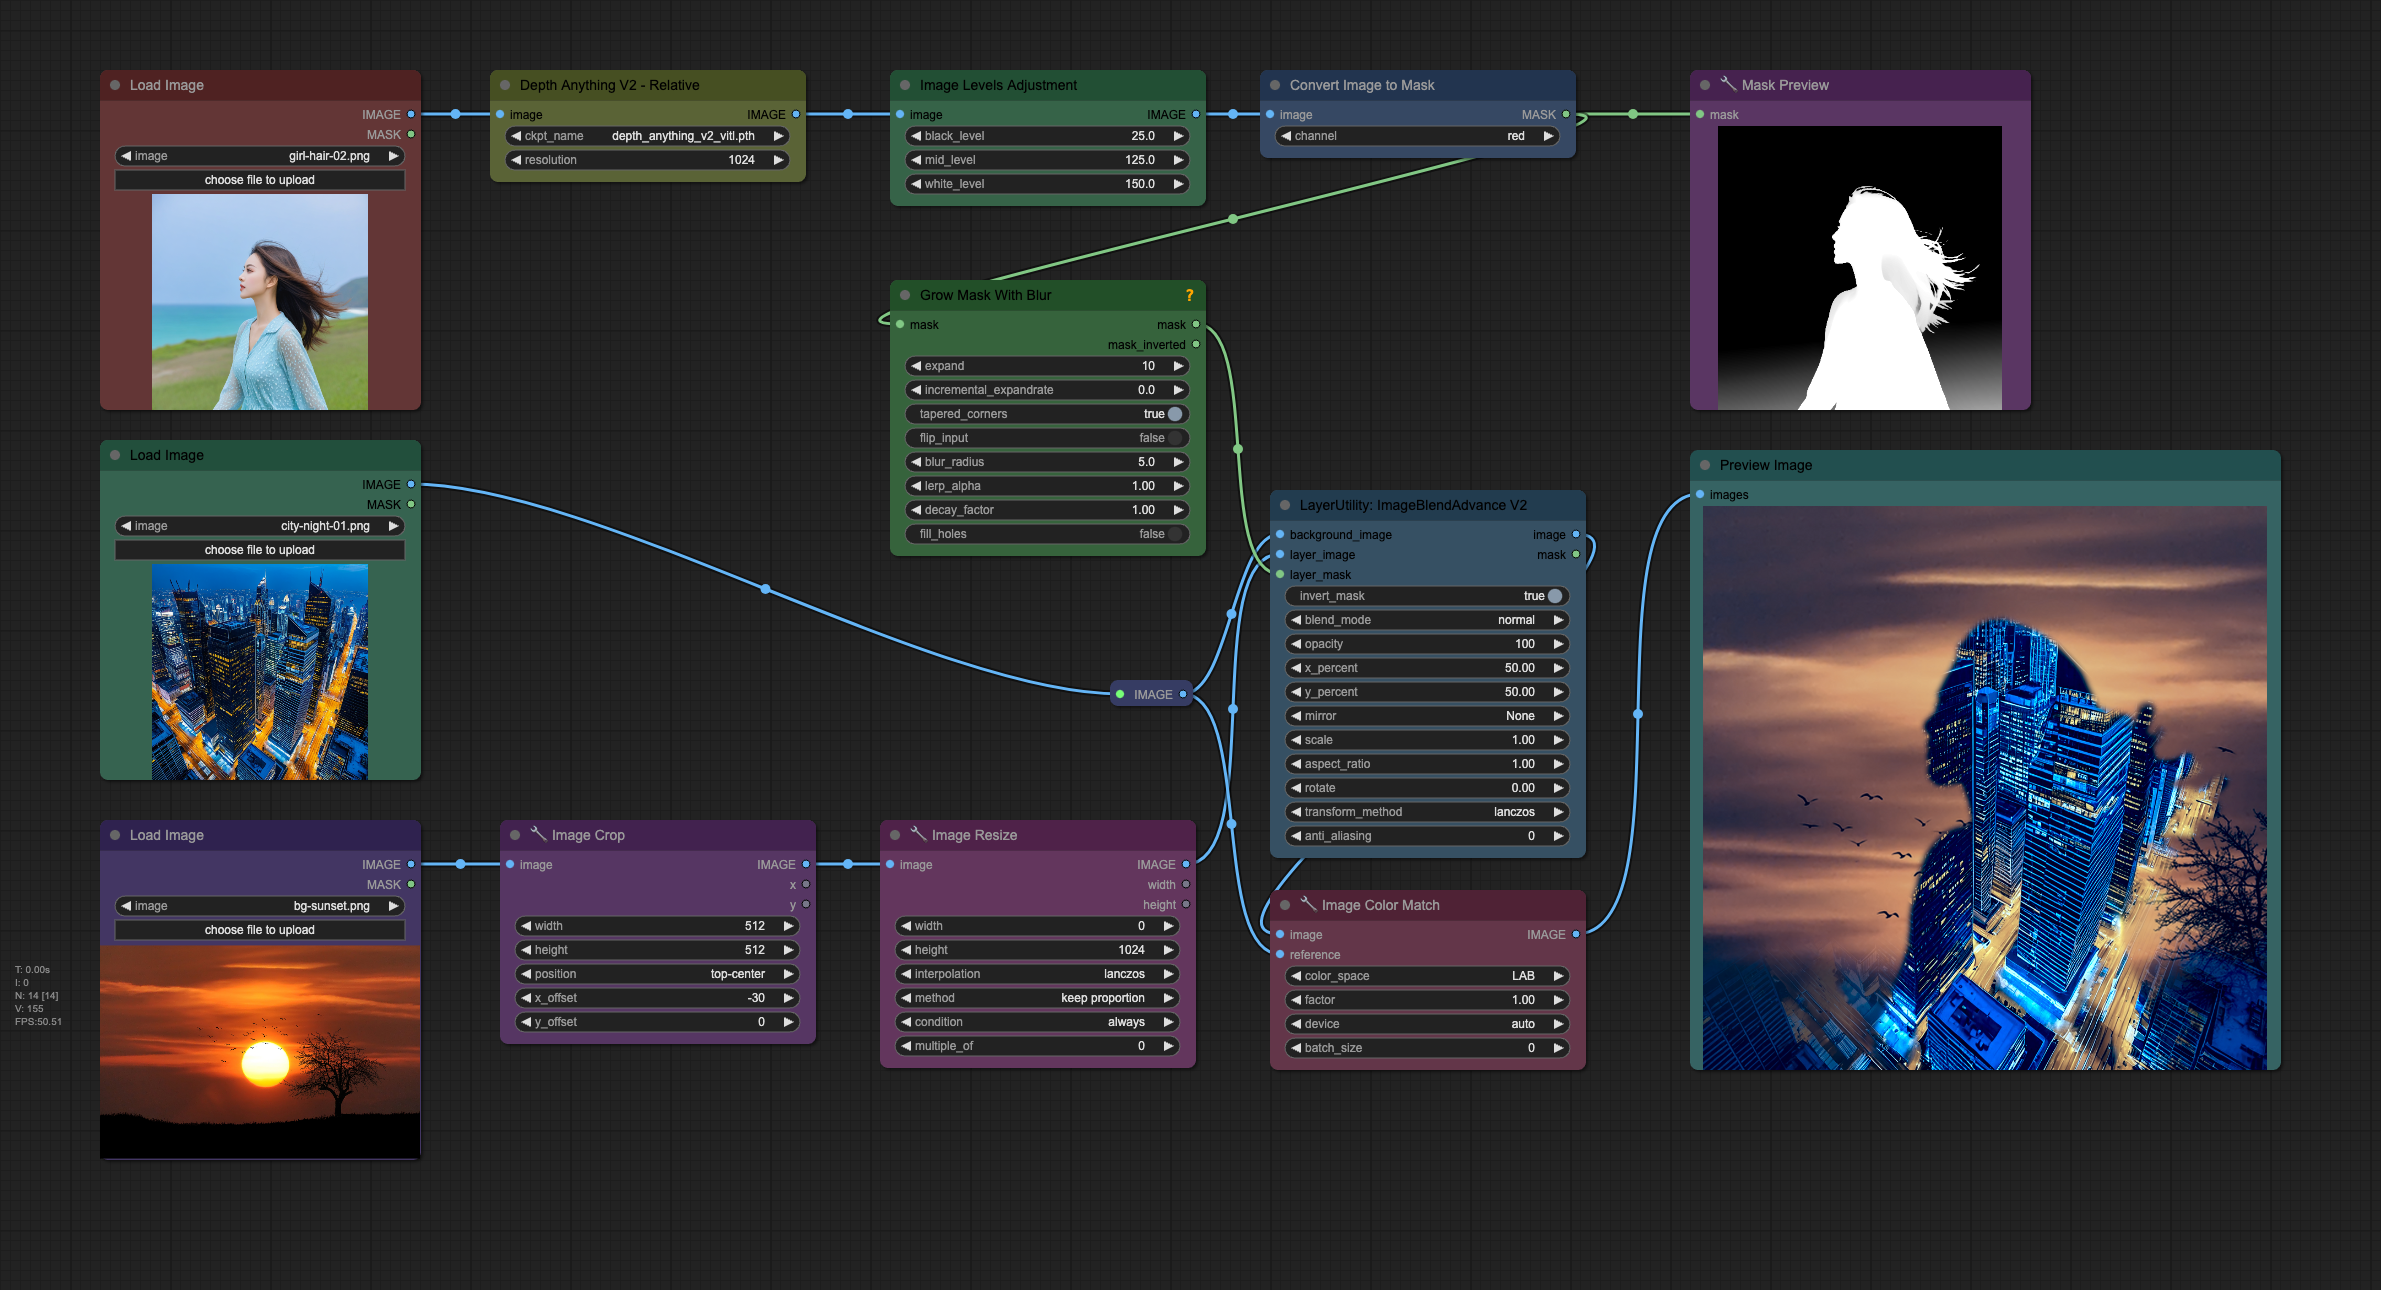 Load Image
IMAGE
MASK
image girl-hair-02.png
choose file to upload
Depth Anything V2 - Relative
image IMAGE
ckpt_name depth_anything_v2_vitl.pth
resolution 1024
Image Levels Adjustment
image IMAGE
black_level 25.0
mid_level 125.0
white_level 150.0
Convert Image to Mask
image MASK
channel red
Mask Preview
mask
Grow Mask With Blur ?
mask mask
mask_inverted
expand 10
incremental_expandrate 0.0
tapered_corners true
flip_input false
blur_radius 5.0
lerp_alpha 1.00
decay_factor 1.00
fill_holes false
Load Image
IMAGE
MASK
image city-night-01.png
choose file to upload
IMAGE
LayerUtility: ImageBlendAdvance V2
background_image image
layer_image mask
layer_mask
invert_mask true
blend_mode normal
opacity 100
x_percent 50.00
y_percent 50.00
mirror None
scale 1.00
aspect_ratio 1.00
rotate 0.00
transform_method lanczos
anti_aliasing 0
Preview Image
images
Load Image
IMAGE
MASK
image bg-sunset.png
choose file to upload
Image Crop
image IMAGE
x
y
width 512
height 512
position top-center
x_offset -30
y_offset 0
Image Resize
image IMAGE
width
height
width 0
height 1024
interpolation lanczos
method keep proportion
condition always
multiple_of 0
Image Color Match
image IMAGE
reference
color_space LAB
factor 1.00
device auto
batch_size 0
T: 0.00s
I: 0
N: 14 [14]
V: 155
FPS:50.51